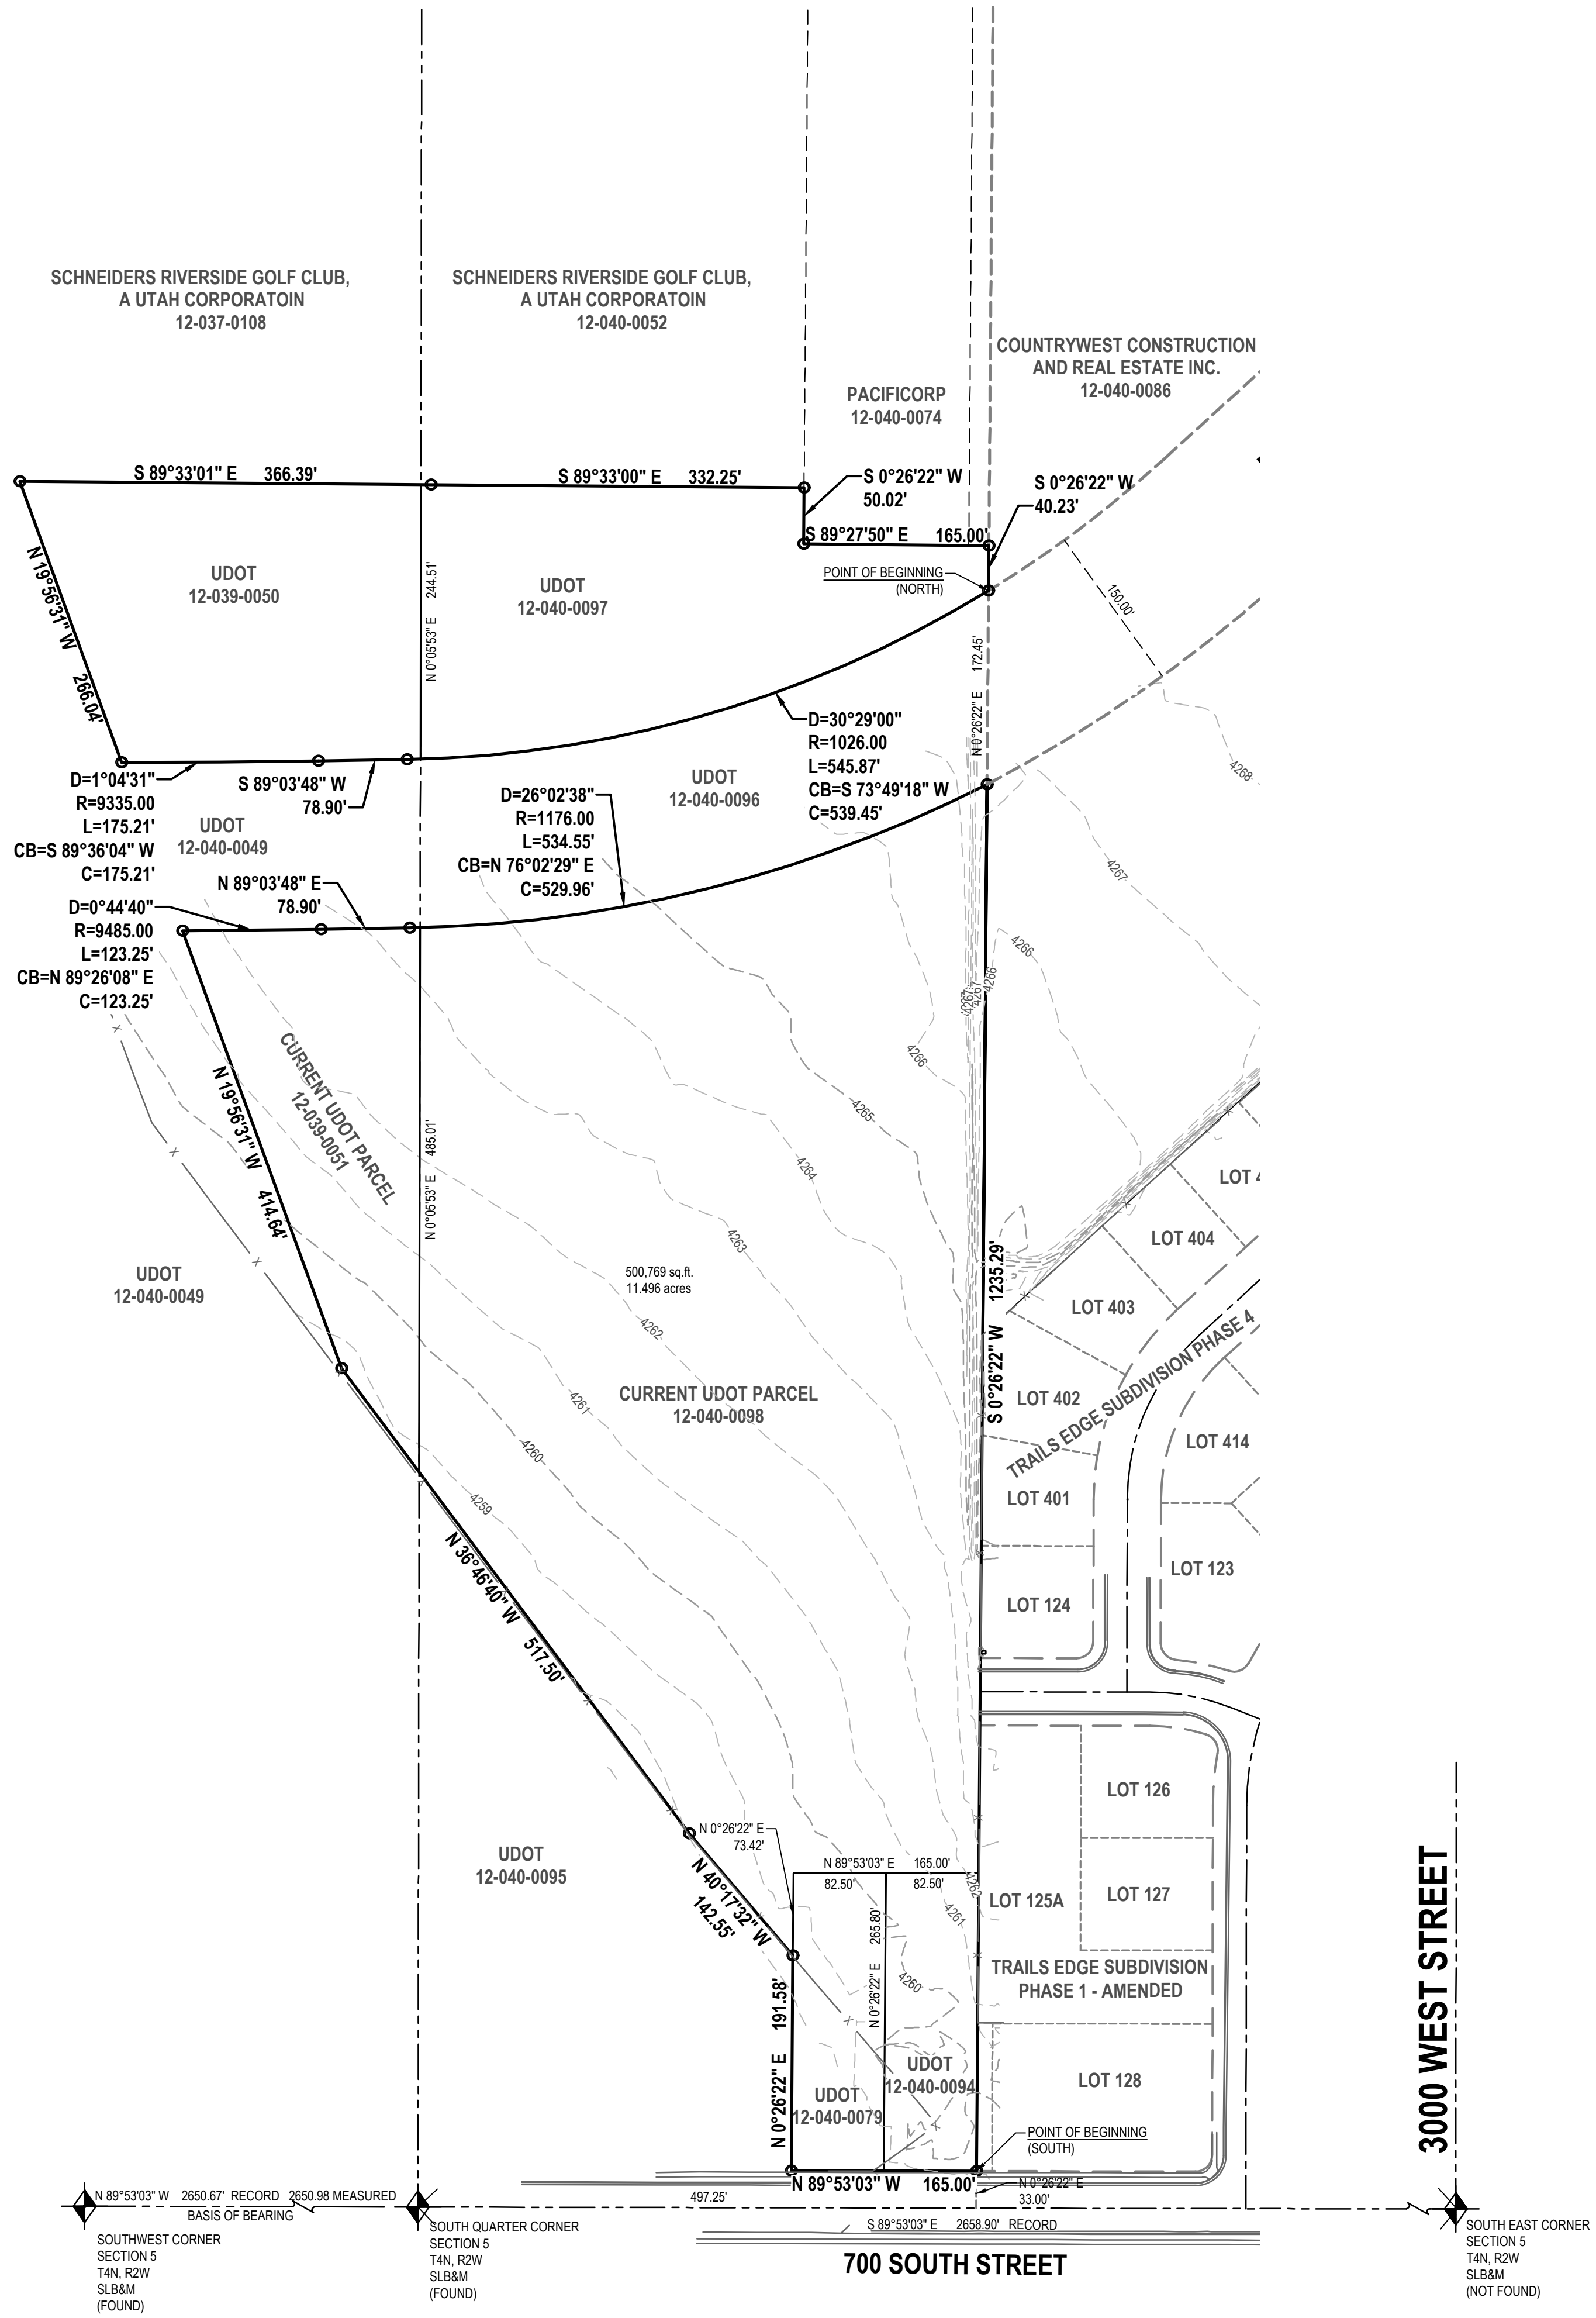 SCHNEIDERS RIVERSIDE GOLF CLUB,
A UTAH CORPORATOIN
12-037-0108
SCHNEIDERS RIVERSIDE GOLF CLUB,
A UTAH CORPORATOIN
12-040-0052
COUNTRYWEST CONSTRUCTION
AND REAL ESTATE INC.
12-040-0086
PACIFICORP
12-040-0074
S 89°33'01" E 366.39'
S 89°33'00" E 332.25'
S 0°26'22" W
50.02'
S 0°26'22" W
40.23'
S 89°27'50" E 165.00'
POINT OF BEGINNING
(NORTH)
N 19°56'31" W 266.04'
UDOT
12-039-0050
N 0°05'53" E 244.51'
UDOT
12-040-0097
150.00'
N 0°26'22" E 172.45'
D=30°29'00"
R=1026.00
L=545.87'
CB=S 73°49'18" W
C=539.45'
D=1°04'31"
R=9335.00
L=175.21'
CB=S 89°36'04" W
C=175.21'
S 89°03'48" W
78.90'
UDOT
12-040-0049
UDOT
12-040-0096
D=26°02'38"
R=1176.00
L=534.55'
CB=N 76°02'29" E
C=529.96'
N 89°03'48" E
78.90'
D=0°44'40"
R=9485.00
L=123.25'
CB=N 89°26'08" E
C=123.25'
4268
4267
4266
4267
4267
4266
4266
4265
4264
4263
4262
4261
4260
4259
CURRENT UDOT PARCEL
12-039-0051
N 19°56'31" W 414.64'
N 0°05'53" E 485.01'
UDOT
12-040-0049
500,769 sq.ft.
11.496 acres
CURRENT UDOT PARCEL
12-040-0098
S 0°26'22" W 1235.29'
LOT 4
LOT 404
LOT 403
LOT 402
TRAILS EDGE SUBDIVISION PHASE 4
LOT 414
LOT 401
LOT 123
LOT 124
N 36°46'40" W 517.50'
LOT 126
LOT 127
LOT 125A
TRAILS EDGE SUBDIVISION
PHASE 1 - AMENDED
LOT 128
UDOT
12-040-0095
N 0°26'22" E
73.42'
N 40°17'32" W
142.55'
N 89°53'03" E 165.00'
82.50'
82.50'
N 0°26'22" E 265.80'
4262
4261
4260
N 0°26'22" E 191.58'
UDOT
12-040-0079
UDOT
12-040-0094
POINT OF BEGINNING
(SOUTH)
N 89°53'03" W 165.00'
N 0°26'22" E
33.00'
497.25'
S 89°53'03" E 2658.90' RECORD
700 SOUTH STREET
3000 WEST STREET
N 89°53'03" W 2650.67' RECORD 2650.98 MEASURED
BASIS OF BEARING
SOUTHWEST CORNER
SECTION 5
T4N, R2W
SLB&M
(FOUND)
SOUTH QUARTER CORNER
SECTION 5
T4N, R2W
SLB&M
(FOUND)
SOUTH EAST CORNER
SECTION 5
T4N, R2W
SLB&M
(NOT FOUND)